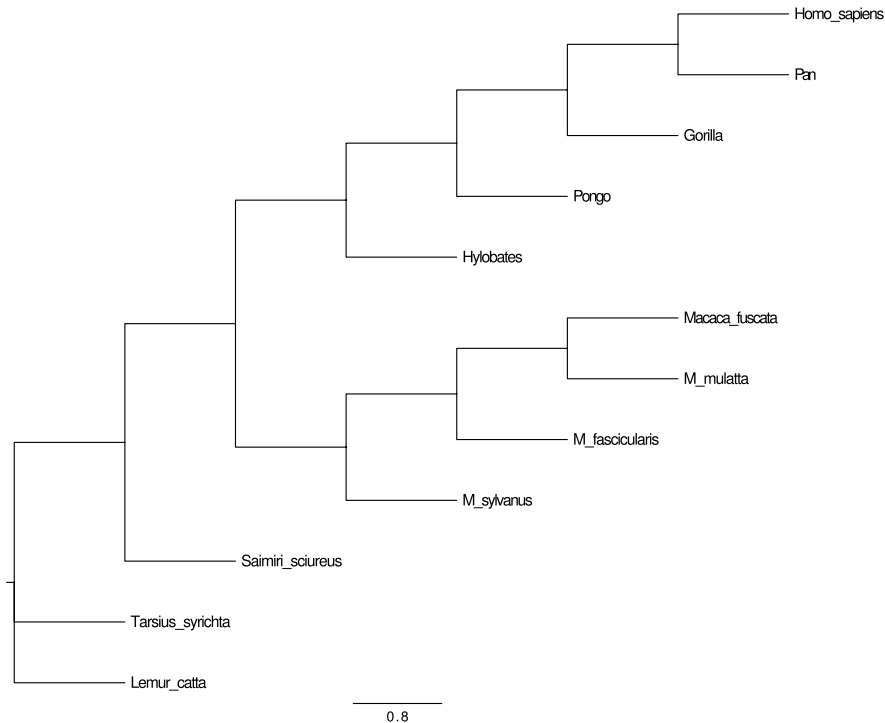 Homo_sapiens
Pan
Gorilla
Pongo
Hylobates
Macaca_fuscata
M_mulatta
M_fascicularis
M_sylvanus
Saimiri_sciureus
Tarsius_syrichta
Lemur_catta
0.8